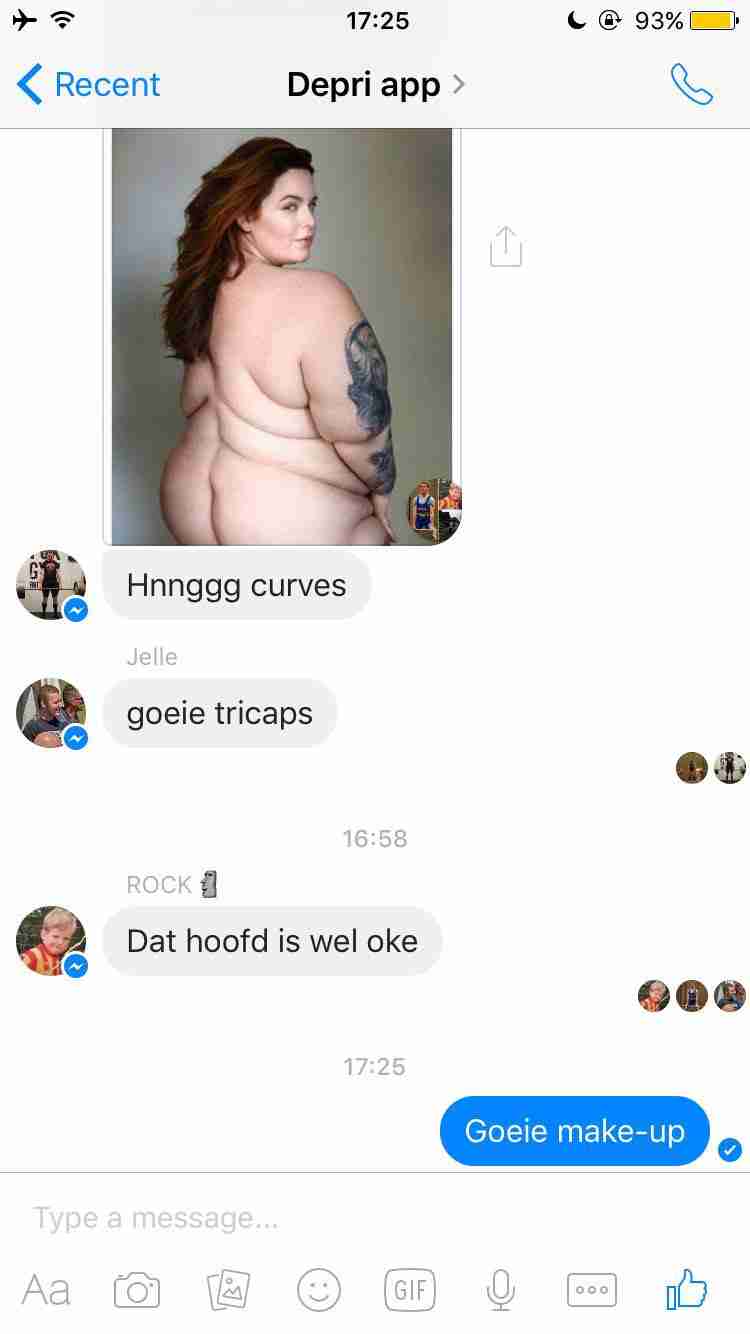 17:25
93%
Recent
Depri app
Hnnggg curves
Jelle
goeie tricaps
16:58
ROCK 🗿
Dat hoofd is wel oke
17:25
Goeie make-up
Type a message...
Aa
GIF